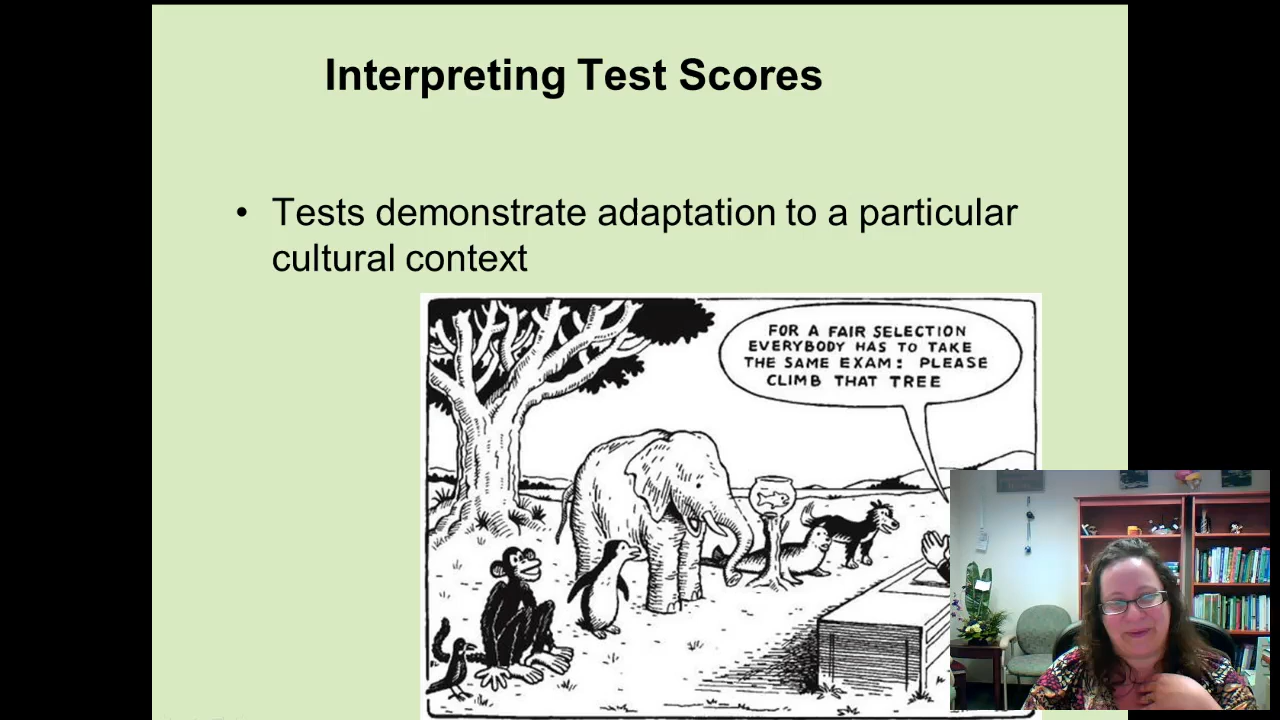 Interpreting Test Scores
• Tests demonstrate adaptation to a particular
cultural context
FOR A FAIR SELECTION
EVERYBODY HAS TO TAKE
THE SAME EXAM: PLEASE
CLIMB THAT TREE